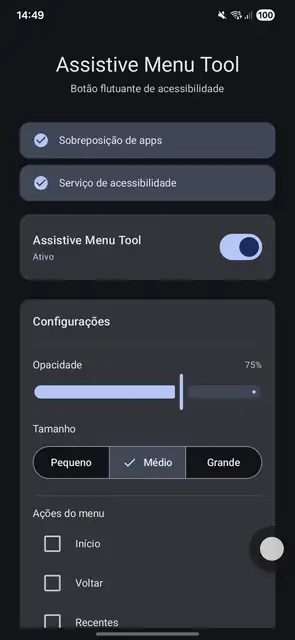 14:49
100
Assistive Menu Tool
Botão flutuante de acessibilidade
Sobreposição de apps
Serviço de acessibilidade
Assistive Menu Tool
Ativo
Configurações
Opacidade
75%
Tamanho
Pequeno
Médio
Grande
Ações do menu
Início
Voltar
Recentes